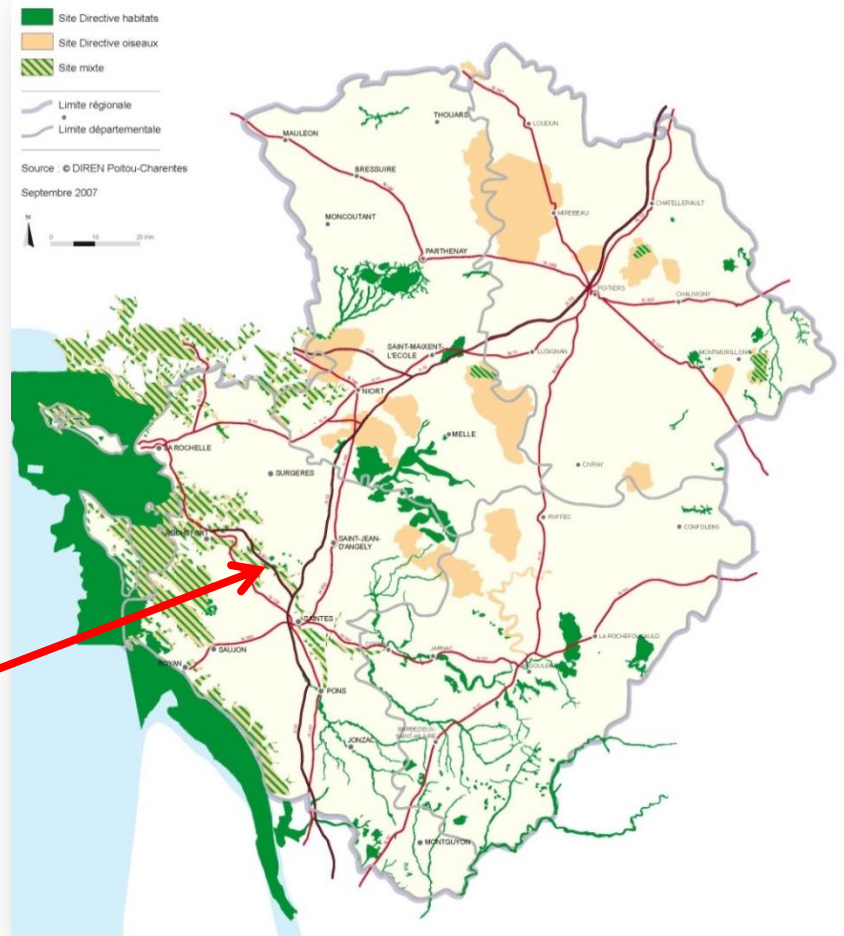 Site Directive habitats
Site Directive oiseaux
Site mixte
Limite régionale
Limite départementale
Source : © DIREN Poitou-Charentes
Septembre 2007
N
0 10 20 Km
THOUARS
LOUDUN
MAULEON
BRESSUIRE
MONCOUTANT
CHATELLERAULT
MIREBEAU
PARTHENAY
POITIERS
CHAUVIGNY
SAINT-MAIXENT-
L'ECOLE
LUSIGNAN
MONTMORILLON
NIORT
MELLE
LA ROCHELLE
SURGERES
CIVRAY
RUFFEC
CONFOLENS
ROCHEFORT
SAINT-JEAN-
D'ANGELY
SAINTES
JARNAC
LA ROCHEFOUCAULD
SAUJON
ROYAN
PONS
BARBEZIEUX-
SAINT-HILAIRE
JONZAC
MONTGUYON